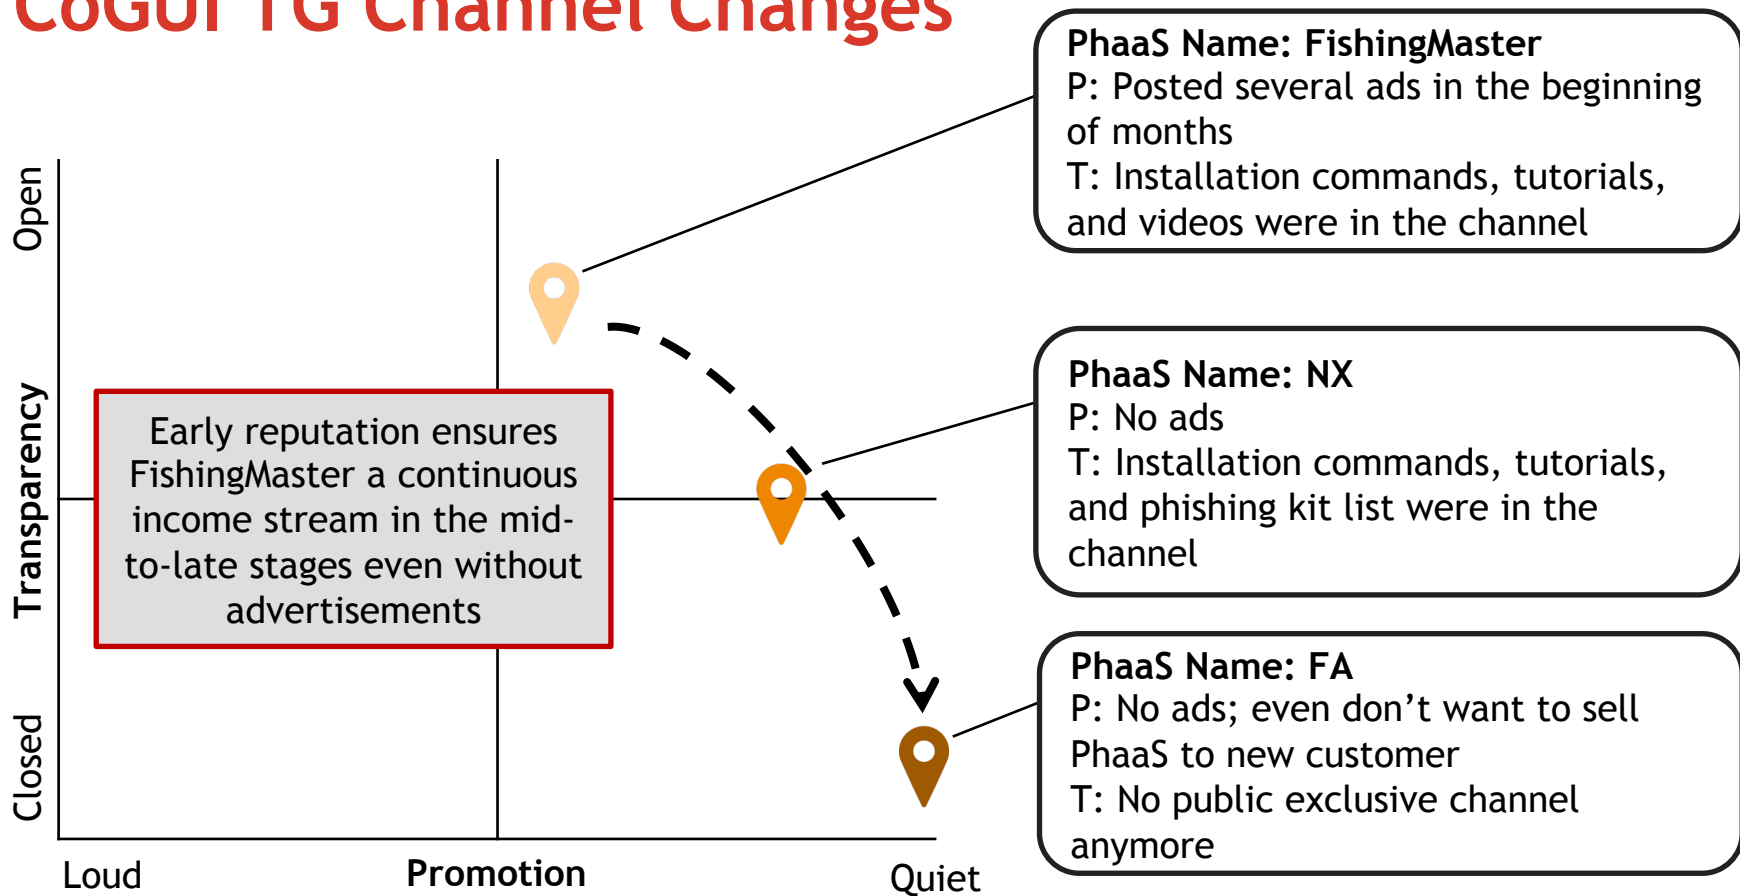 CoGUI TG Channel Changes
PhaaS Name: FishingMaster
P: Posted several ads in the beginning
of months
T: Installation commands, tutorials,
and videos were in the channel
Open
Transparency
Closed
Early reputation ensures
FishingMaster a continuous
income stream in the mid-
to-late stages even without
advertisements
PhaaS Name: NX
P: No ads
T: Installation commands, tutorials,
and phishing kit list were in the
channel
PhaaS Name: FA
P: No ads; even don’t want to sell
PhaaS to new customer
T: No public exclusive channel
anymore
Loud
Promotion
Quiet